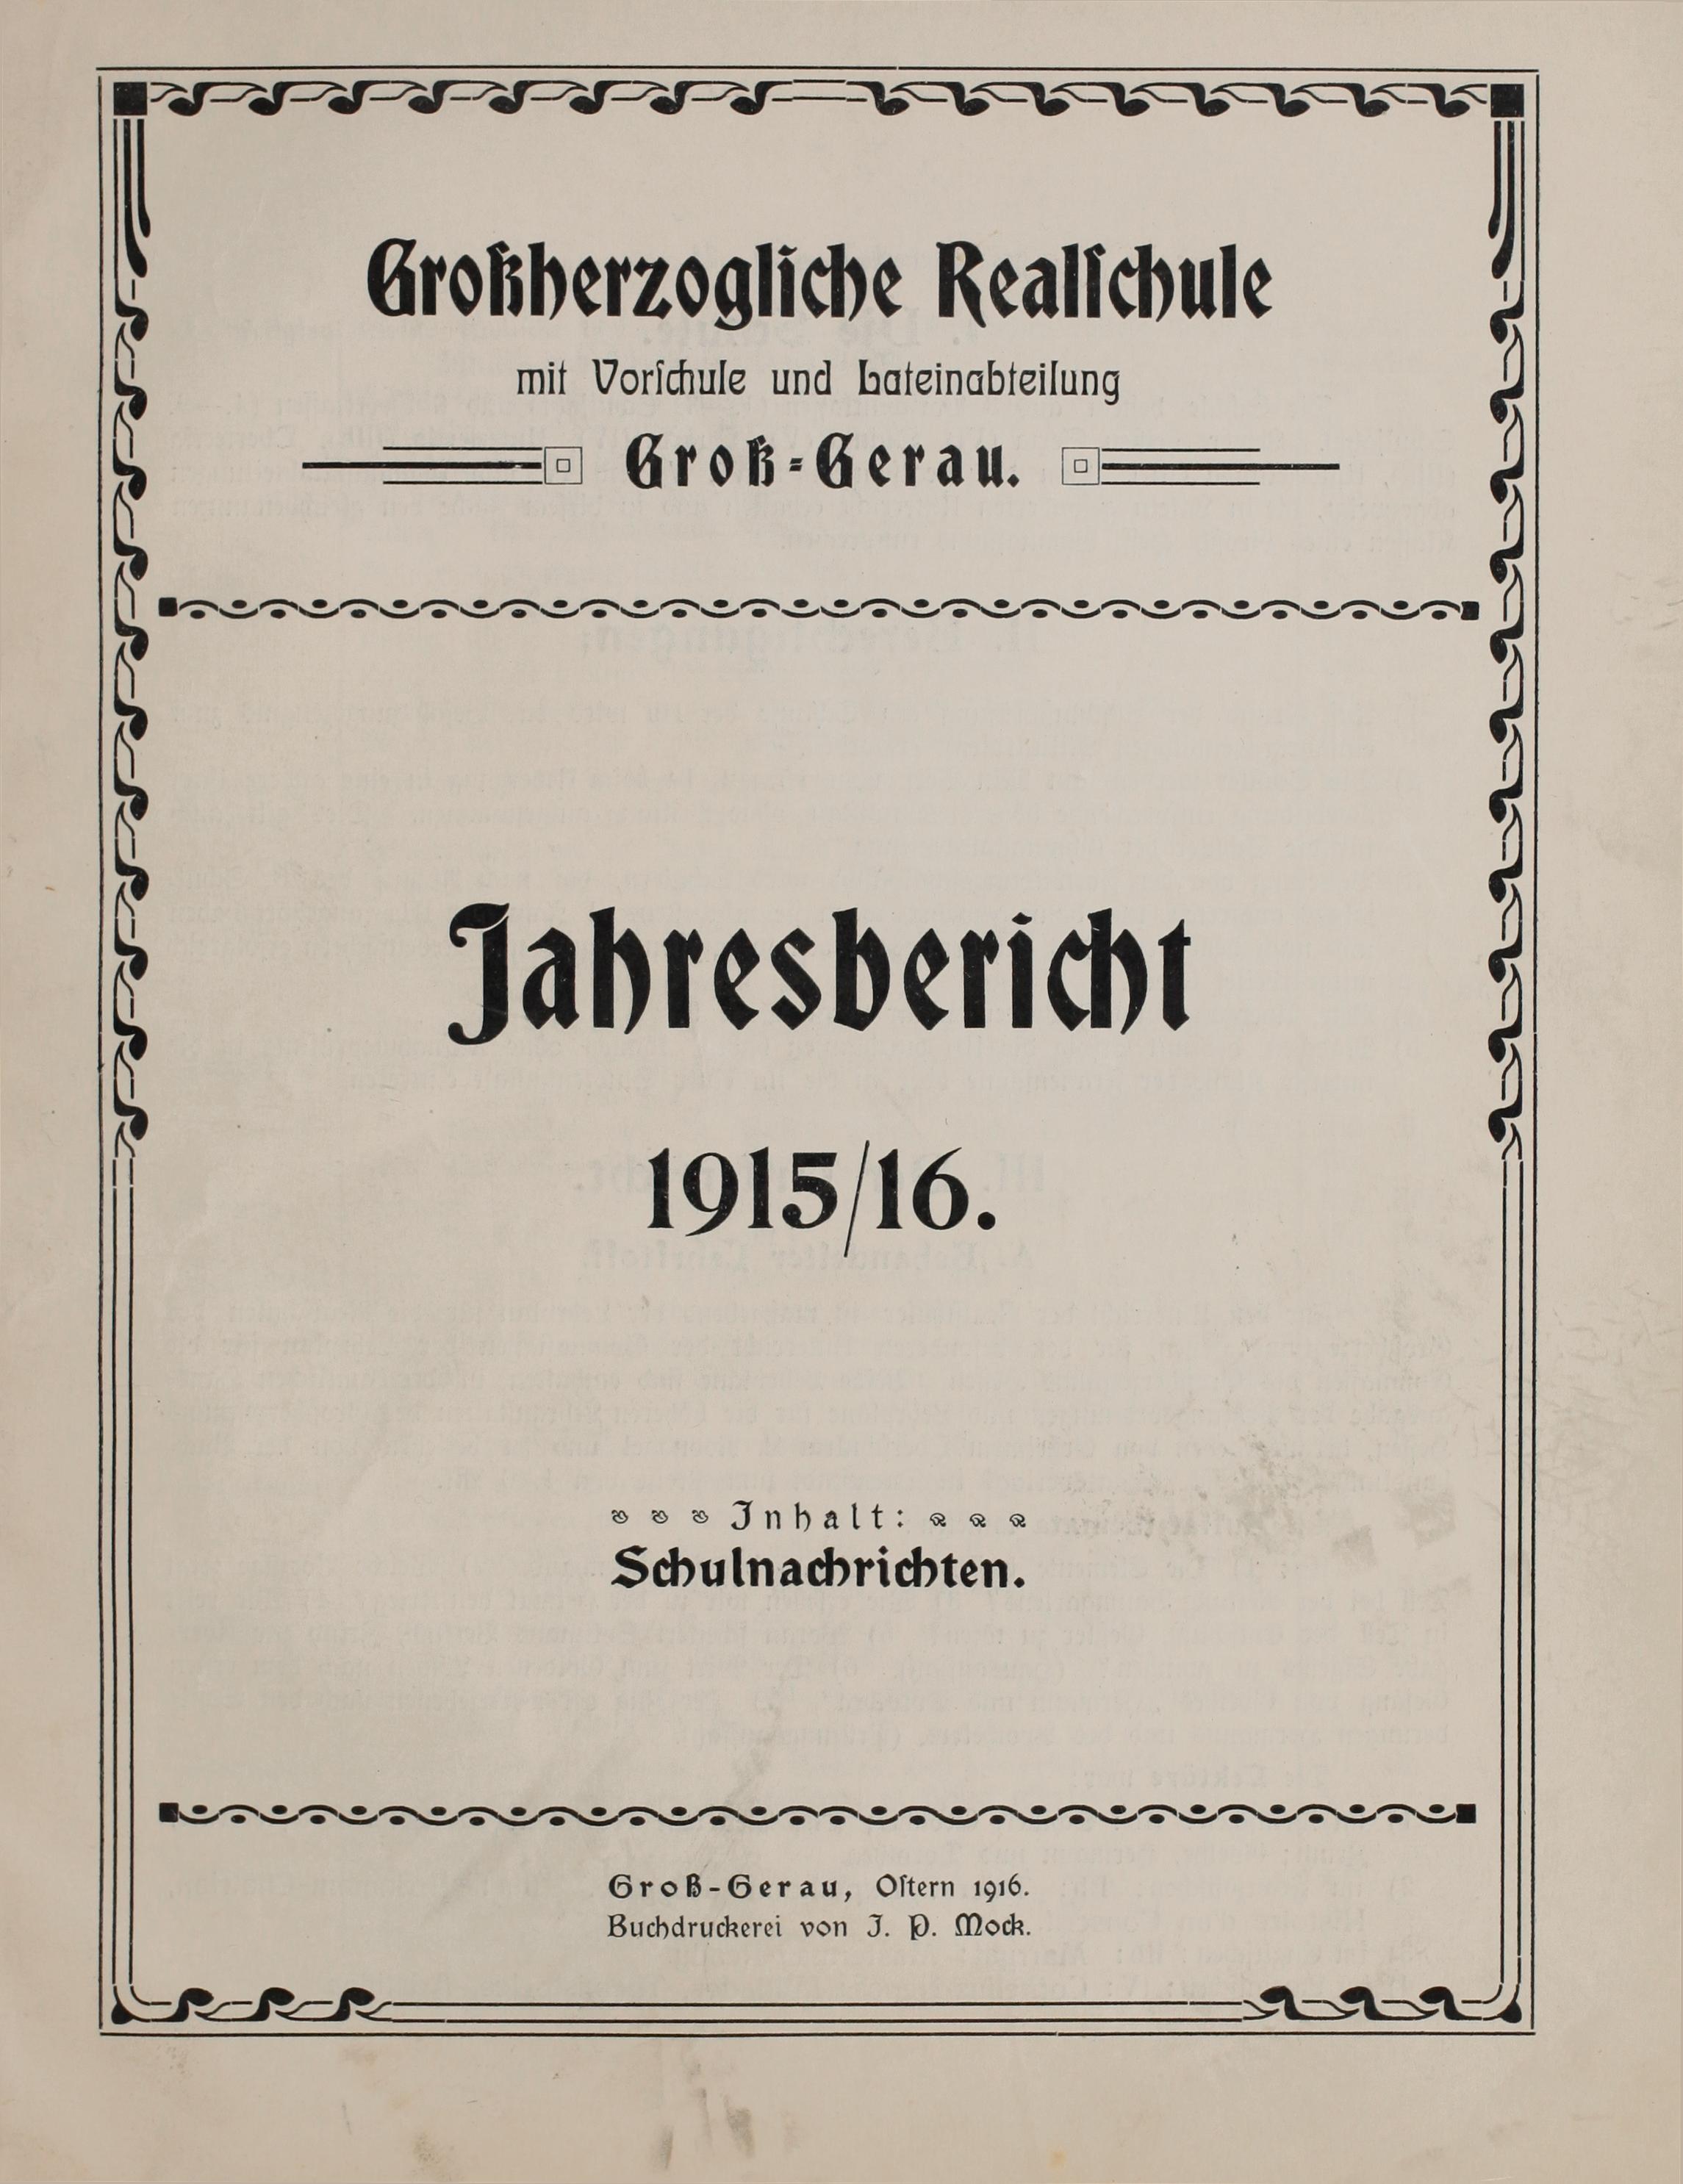 Großherzogliche Realſchule
mit Vorſchule und Lateinabteilung
Groß-Gerau.
Jahresbericht
1915/16.
Inhalt:
Schulnachrichten.
Groß-Gerau, Oſtern 1916.
Buchdruckerei von J. P. Mock.